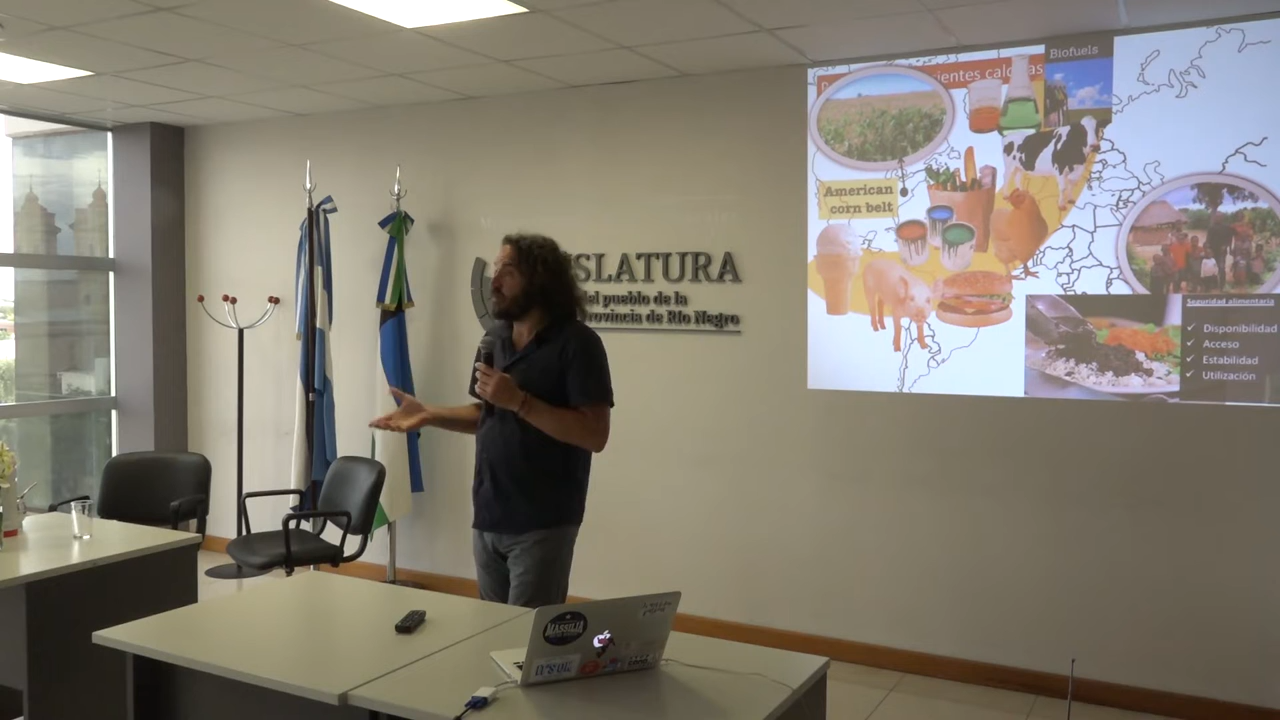 Biofuels
American
corn belt
Seguridad alimentaria
✓ Disponibilidad
✓ Acceso
✓ Estabilidad
✓ Utilización
del pueblo de la
Provincia de Río Negro
MASSILIA